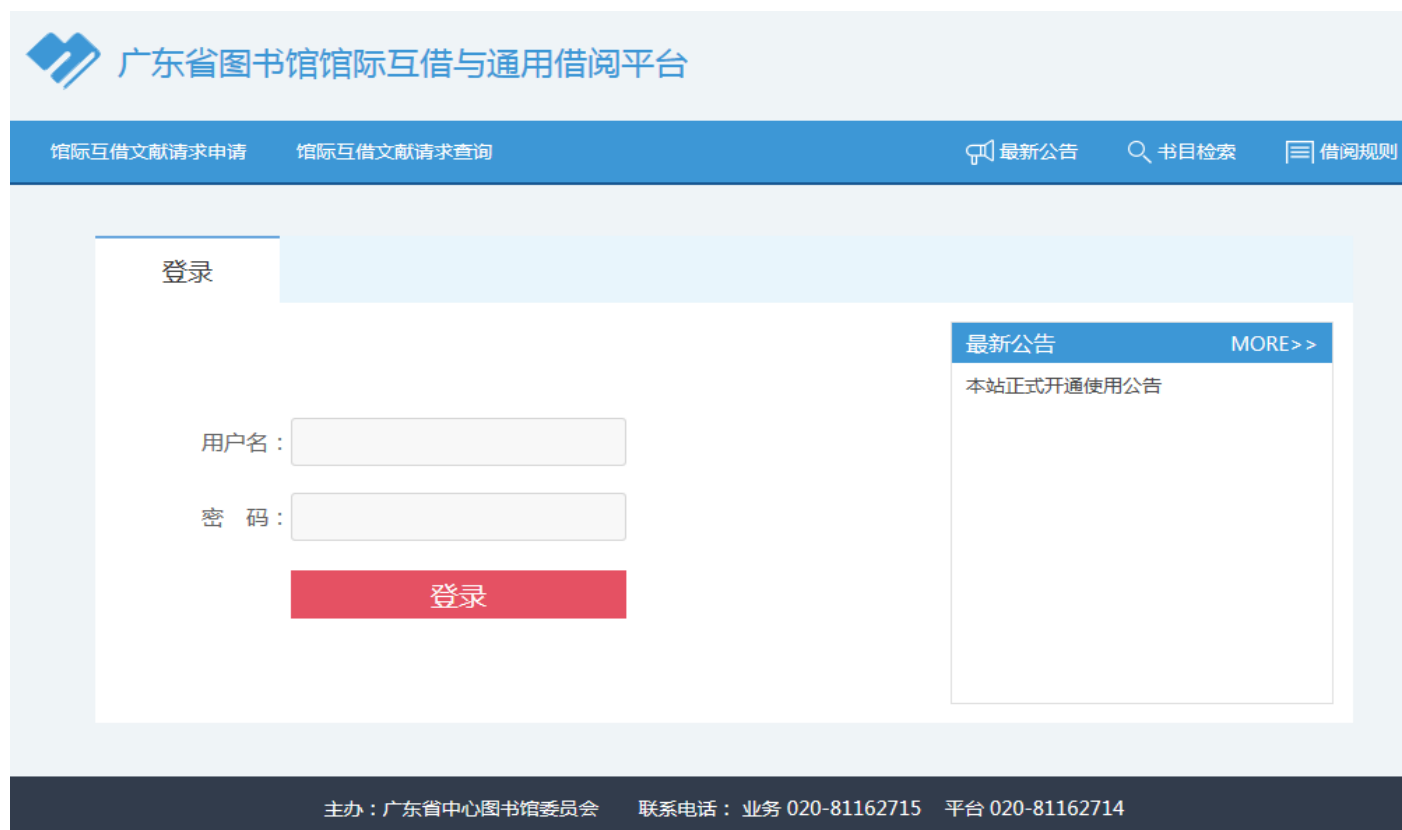 广东省图书馆馆际互借与通用借阅平台
馆际互借文献请求申请 馆际互借文献请求查询 最新公告 书目检索 借阅规则
登录
最新公告 MORE>>
本站正式开通使用公告
用户名：
密 码：
登录
主办：广东省中心图书馆委员会 联系电话： 业务 020-81162715 平台 020-81162714